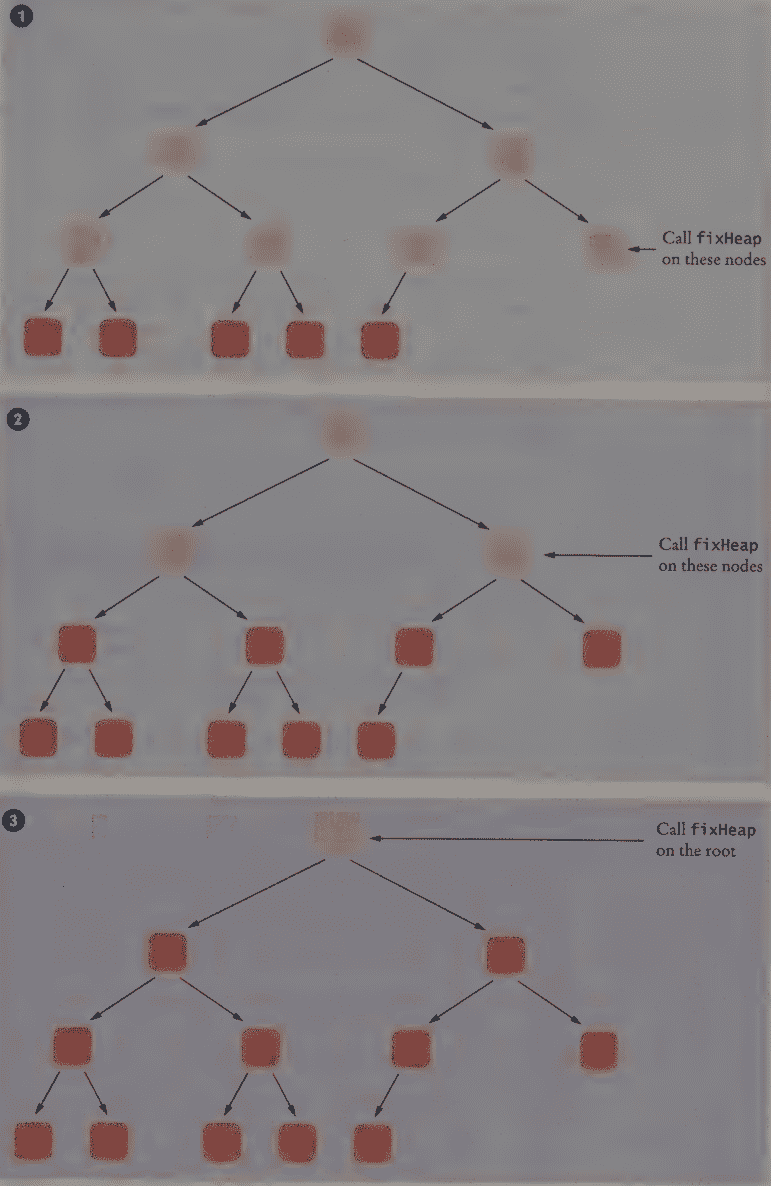 1
Call fixHeap
on these nodes
2
Call fixHeap
on these nodes
3
Call fixHeap
on the root